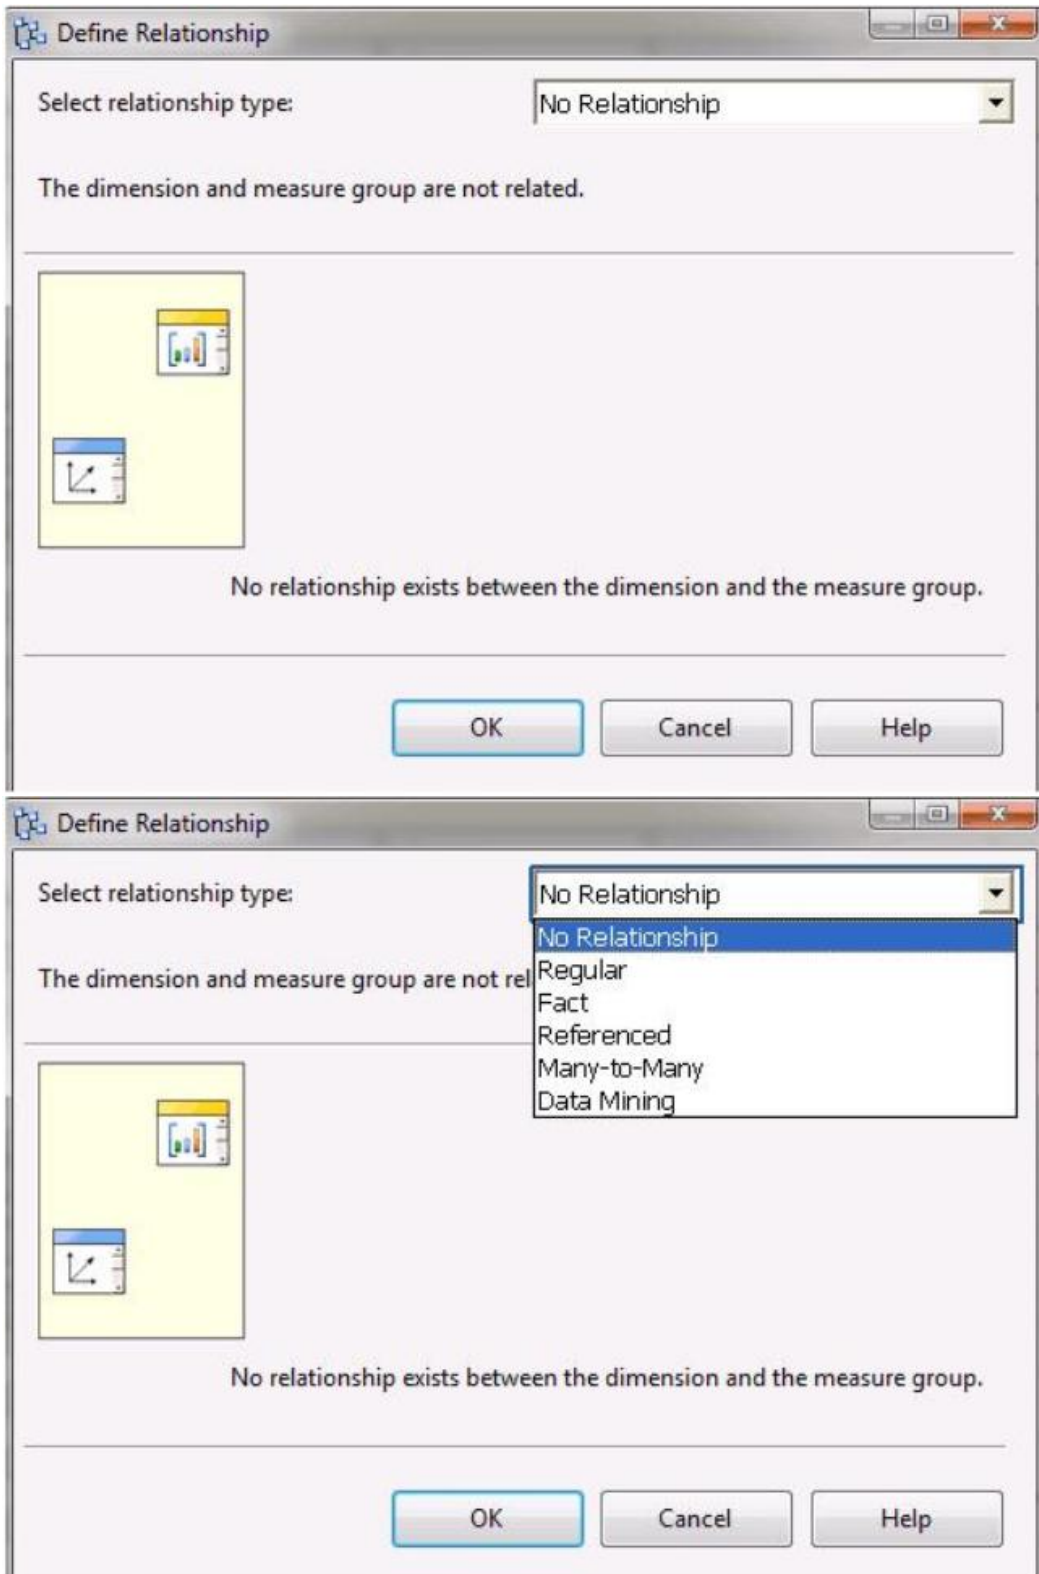 Define Relationship
Select relationship type:
No Relationship
The dimension and measure group are not related.
No relationship exists between the dimension and the measure group.
OK
Cancel
Help
Define Relationship
Select relationship type:
No Relationship
No Relationship
Regular
Fact
Referenced
Many-to-Many
Data Mining
The dimension and measure group are not rel
No relationship exists between the dimension and the measure group.
OK
Cancel
Help